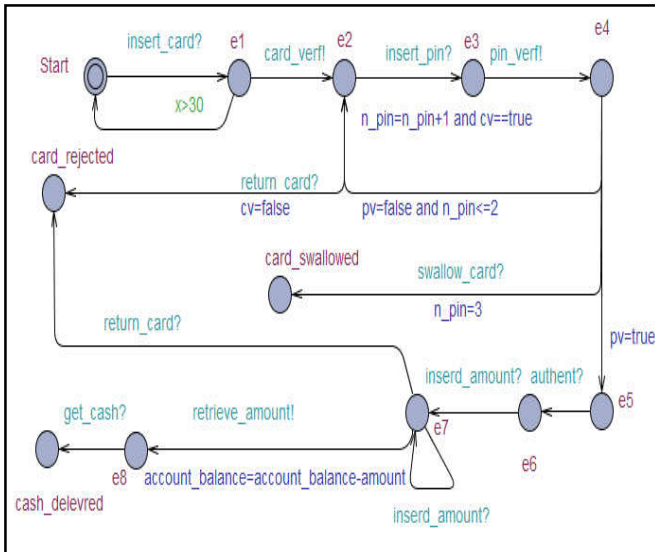 insert_card?
e1
card_verf!
e2
insert_pin?
e3
pin_verf!
e4
Start
x>30
n_pin=n_pin+1 and cv==true
card_rejected
return_card?
cv=false
pv=false and n_pin<=2
card_swallowed
swallow_card?
n_pin=3
return_card?
pv=true
inserd_amount?
authent?
e5
get_cash?
retrieve_amount!
e7
e6
e8
account_balance=account_balance-amount
cash_delevred
inserd_amount?